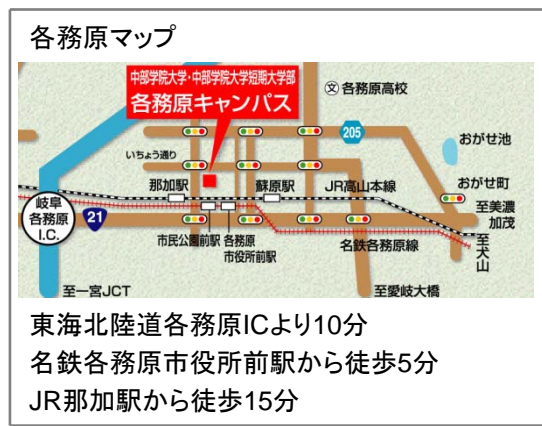 各務原マップ
中部学院大学・中部学院大学短期大学部
各務原キャンパス
文 各務原高校
205
おがせ池
いちょう通り
那加駅
蘇原駅
JR高山本線
おがせ町
岐阜
各務原
I.C.
21
至美濃
加茂
市民公園前駅
各務原
市役所前駅
名鉄各務原線
至犬山
至一宮JCT
至愛岐大橋
東海北陸道各務原ICより10分
名鉄各務原市役所前駅から徒歩5分
JR那加駅から徒歩15分